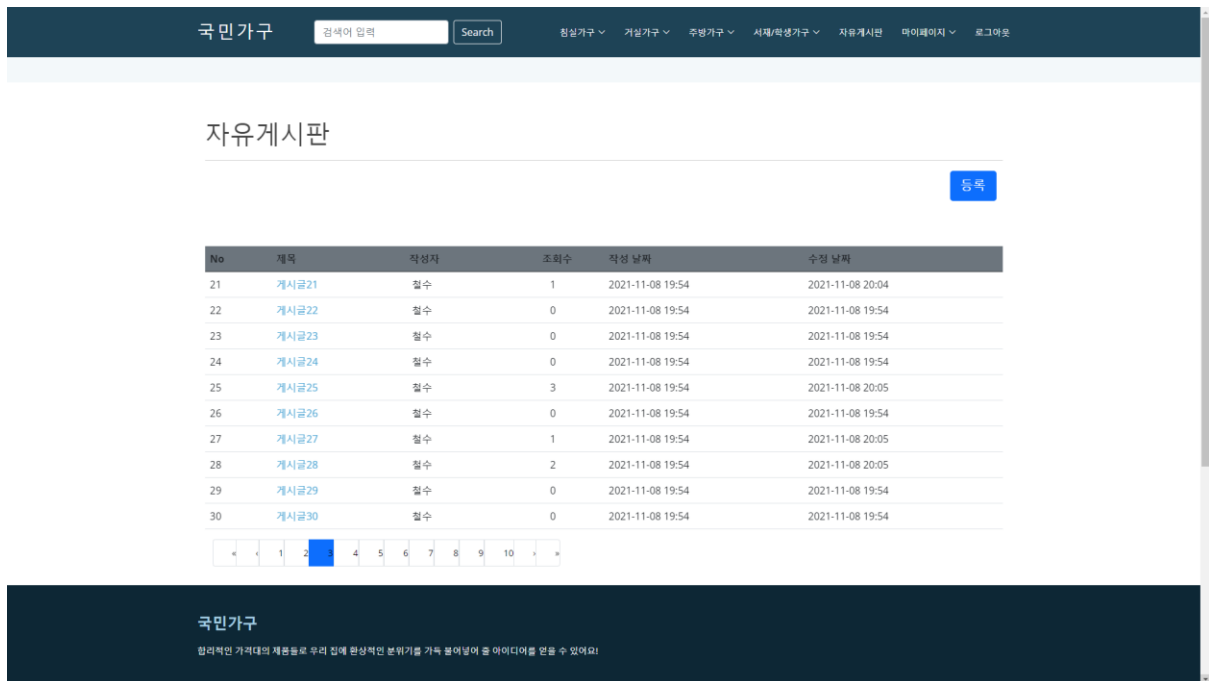 국민가구 검색어 입력 Search 침실가구 거실가구 주방가구 서재/학생가구 자유게시판 마이페이지 로그아웃
자유게시판
등록
No 제목 작성자 조회수 작성 날짜 수정 날짜
21 게시글21 철수 1 2021-11-08 19:54 2021-11-08 20:04
22 게시글22 철수 0 2021-11-08 19:54 2021-11-08 19:54
23 게시글23 철수 0 2021-11-08 19:54 2021-11-08 19:54
24 게시글24 철수 0 2021-11-08 19:54 2021-11-08 19:54
25 게시글25 철수 3 2021-11-08 19:54 2021-11-08 20:05
26 게시글26 철수 0 2021-11-08 19:54 2021-11-08 19:54
27 게시글27 철수 1 2021-11-08 19:54 2021-11-08 20:05
28 게시글28 철수 2 2021-11-08 19:54 2021-11-08 20:05
29 게시글29 철수 0 2021-11-08 19:54 2021-11-08 19:54
30 게시글30 철수 0 2021-11-08 19:54 2021-11-08 19:54
« ‹ 1 2 3 4 5 6 7 8 9 10 › »
국민가구
합리적인 가격대의 제품들로 우리 집에 환상적인 분위기를 가득 불어넣어 줄 아이디어를 얻을 수 있어요!